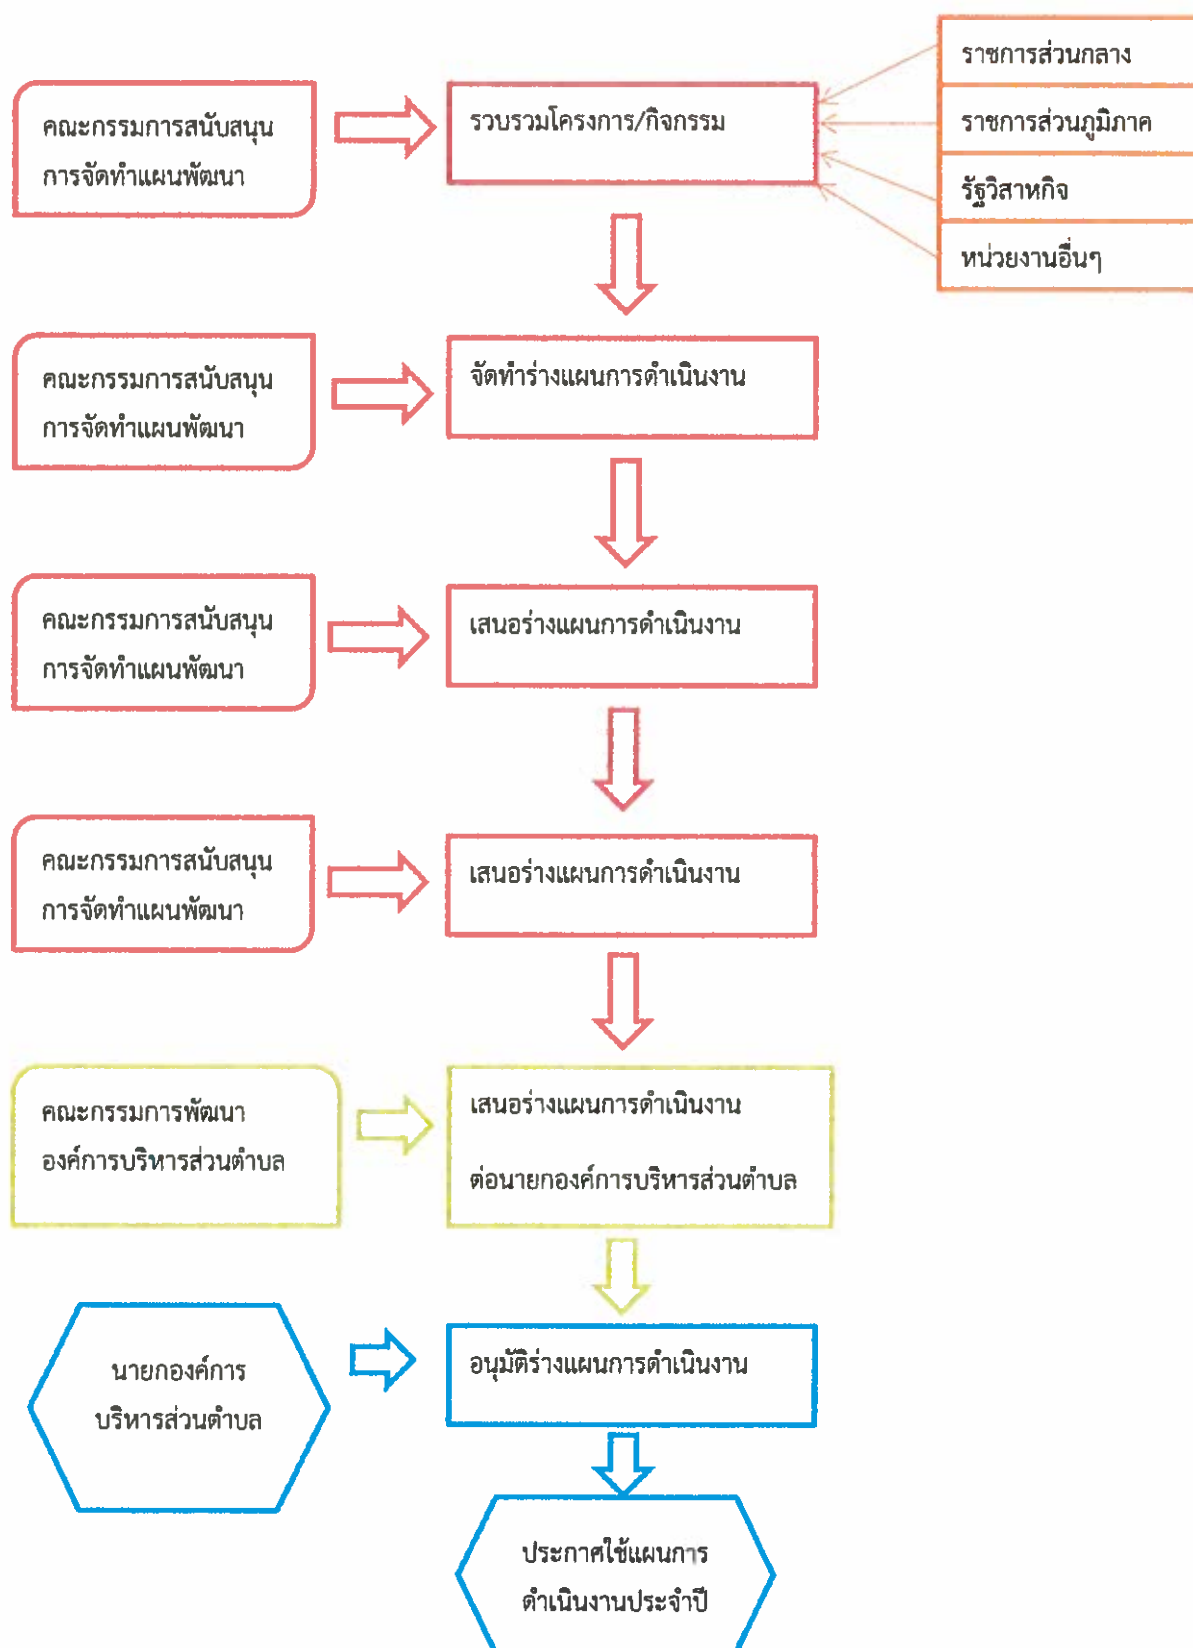 ราชการส่วนกลาง
คณะกรรมการสนับสนุน
การจัดทำแผนพัฒนา
รวบรวมโครงการ/กิจกรรม
ราชการส่วนภูมิภาค
รัฐวิสาหกิจ
หน่วยงานอื่นๆ
คณะกรรมการสนับสนุน
การจัดทำแผนพัฒนา
จัดทำร่างแผนการดำเนินงาน
คณะกรรมการสนับสนุน
การจัดทำแผนพัฒนา
เสนอร่างแผนการดำเนินงาน
คณะกรรมการสนับสนุน
การจัดทำแผนพัฒนา
เสนอร่างแผนการดำเนินงาน
คณะกรรมการพัฒนา
องค์การบริหารส่วนตำบล
เสนอร่างแผนการดำเนินงาน
ต่อนายกองค์การบริหารส่วนตำบล
นายกองค์การ
บริหารส่วนตำบล
อนุมัติร่างแผนการดำเนินงาน
ประกาศใช้แผนการ
ดำเนินงานประจำปี